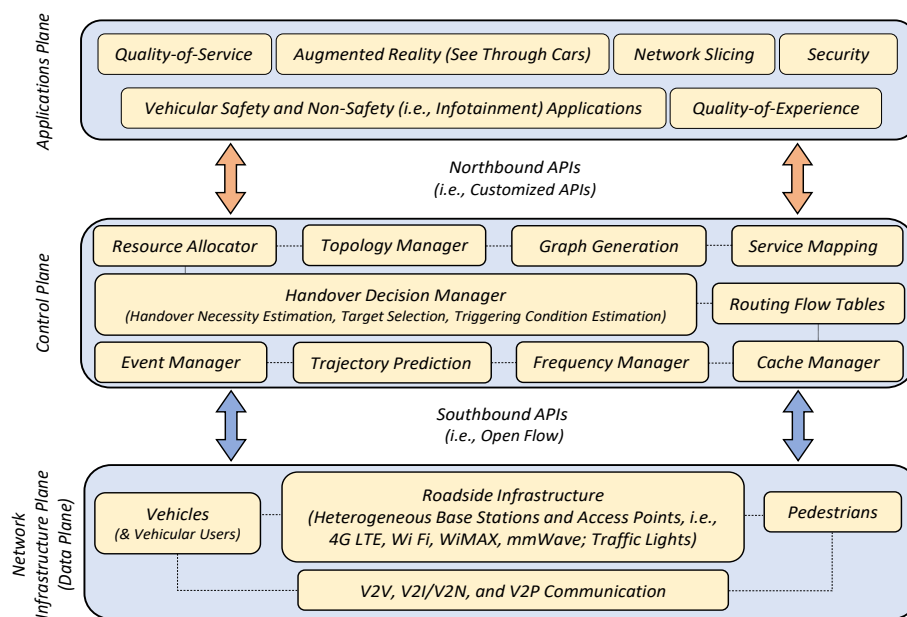 Applications Plane
Quality-of-Service
Augmented Reality (See Through Cars)
Network Slicing
Security
Vehicular Safety and Non-Safety (i.e., Infotainment) Applications
Quality-of-Experience
Northbound APIs
(i.e., Customized APIs)
Control Plane
Resource Allocator
Topology Manager
Graph Generation
Service Mapping
Handover Decision Manager
(Handover Necessity Estimation, Target Selection, Triggering Condition Estimation)
Routing Flow Tables
Event Manager
Trajectory Prediction
Frequency Manager
Cache Manager
Southbound APIs
(i.e., Open Flow)
Network
Infrastructure Plane
(Data Plane)
Vehicles
(& Vehicular Users)
Roadside Infrastructure
(Heterogeneous Base Stations and Access Points, i.e.,
4G LTE, Wi Fi, WiMAX, mmWave; Traffic Lights)
Pedestrians
V2V, V2I/V2N, and V2P Communication